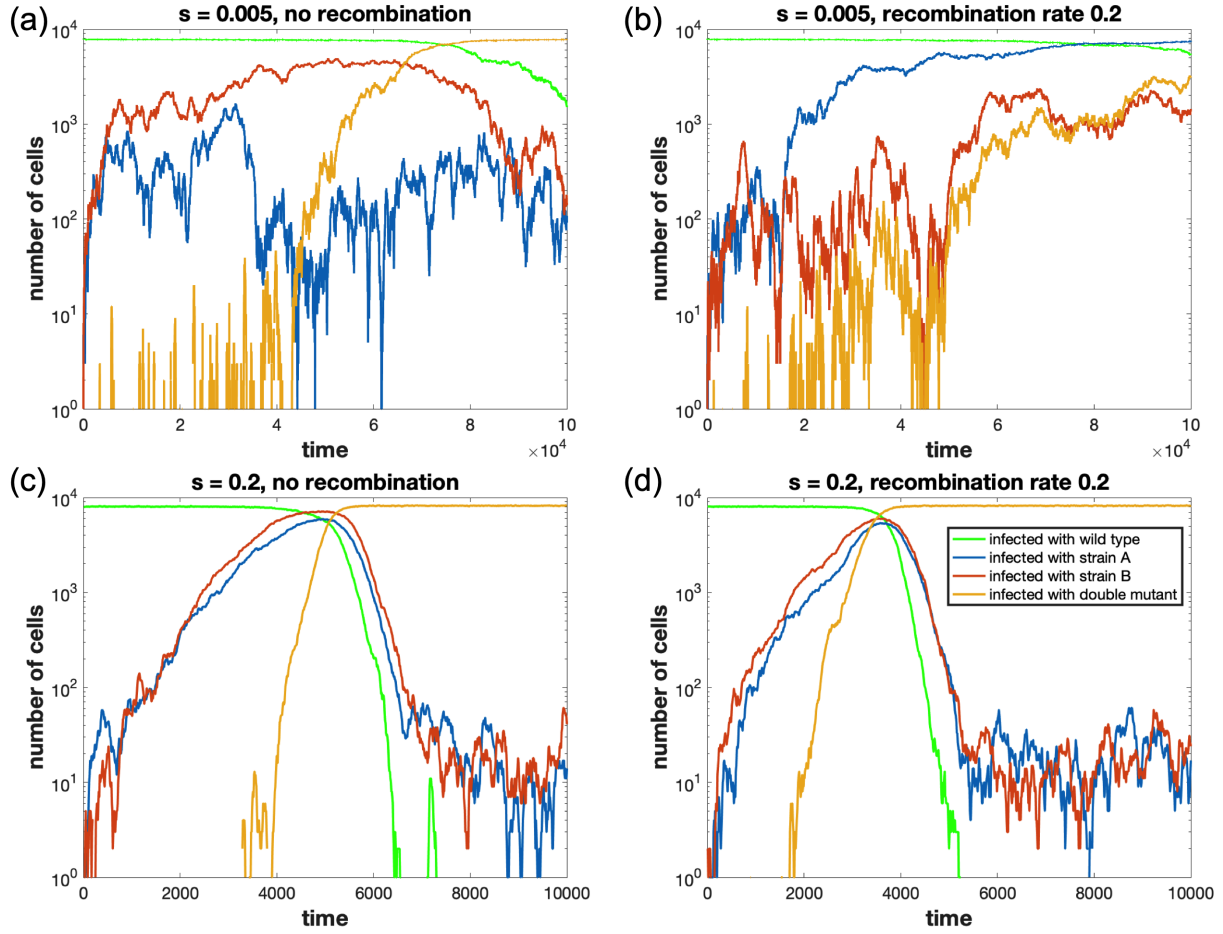 (a)
s = 0.005, no recombination
number of cells
10^4
10^3
10^2
10^1
10^0
0
2
4
6
8
10
×10^4
time
(b)
s = 0.005, recombination rate 0.2
number of cells
10^4
10^3
10^2
10^1
10^0
0
2
4
6
8
10
×10^4
time
(c)
s = 0.2, no recombination
number of cells
10^4
10^3
10^2
10^1
10^0
0
2000
4000
6000
8000
10000
time
(d)
s = 0.2, recombination rate 0.2
infected with wild type
infected with strain A
infected with strain B
infected with double mutant
number of cells
10^4
10^3
10^2
10^1
10^0
0
2000
4000
6000
8000
10000
time